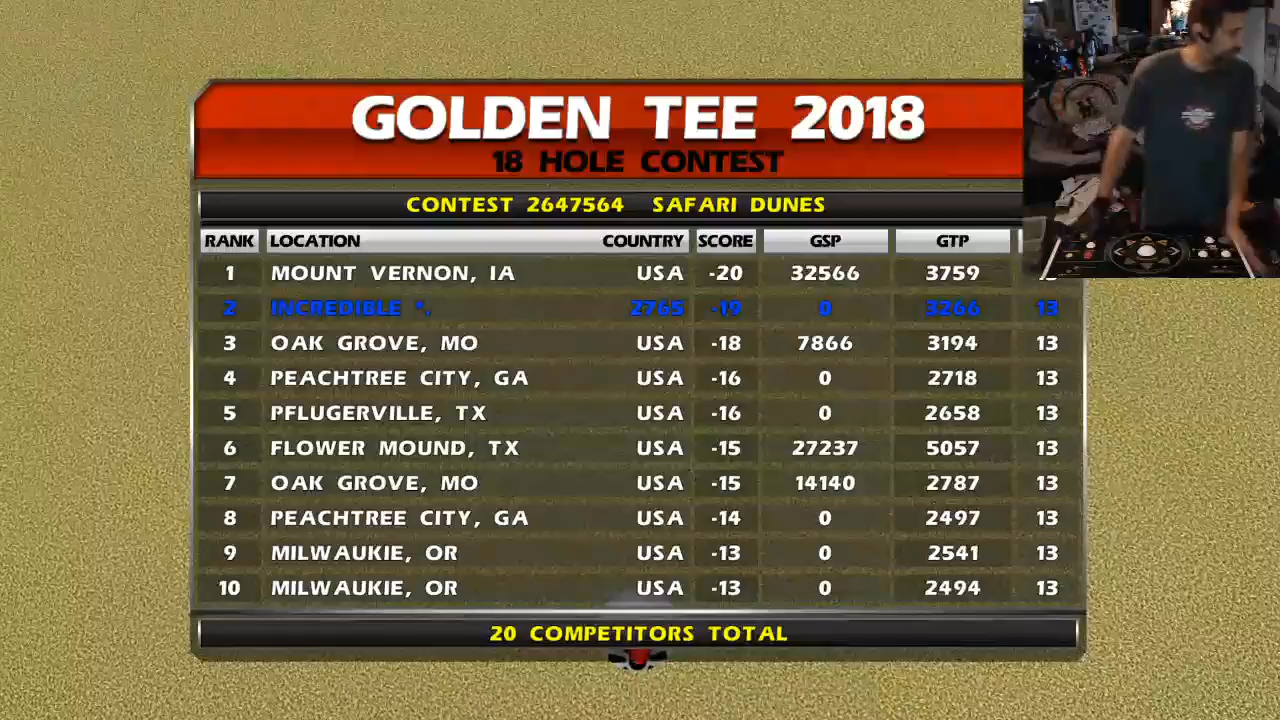 GOLDEN TEE 2018
18 HOLE CONTEST
CONTEST 2647564 SAFARI DUNES
RANK LOCATION COUNTRY SCORE GSP GTP
1 MOUNT VERNON, IA USA -20 32566 3759
2 INCREDIBLE *. 2765 -19 0 3266 13
3 OAK GROVE, MO USA -18 7866 3194 13
4 PEACHTREE CITY, GA USA -16 0 2718 13
5 PFLUGERVILLE, TX USA -16 0 2658 13
6 FLOWER MOUND, TX USA -15 27237 5057 13
7 OAK GROVE, MO USA -15 14140 2787 13
8 PEACHTREE CITY, GA USA -14 0 2497 13
9 MILWAUKIE, OR USA -13 0 2541 13
10 MILWAUKIE, OR USA -13 0 2494 13
20 COMPETITORS TOTAL